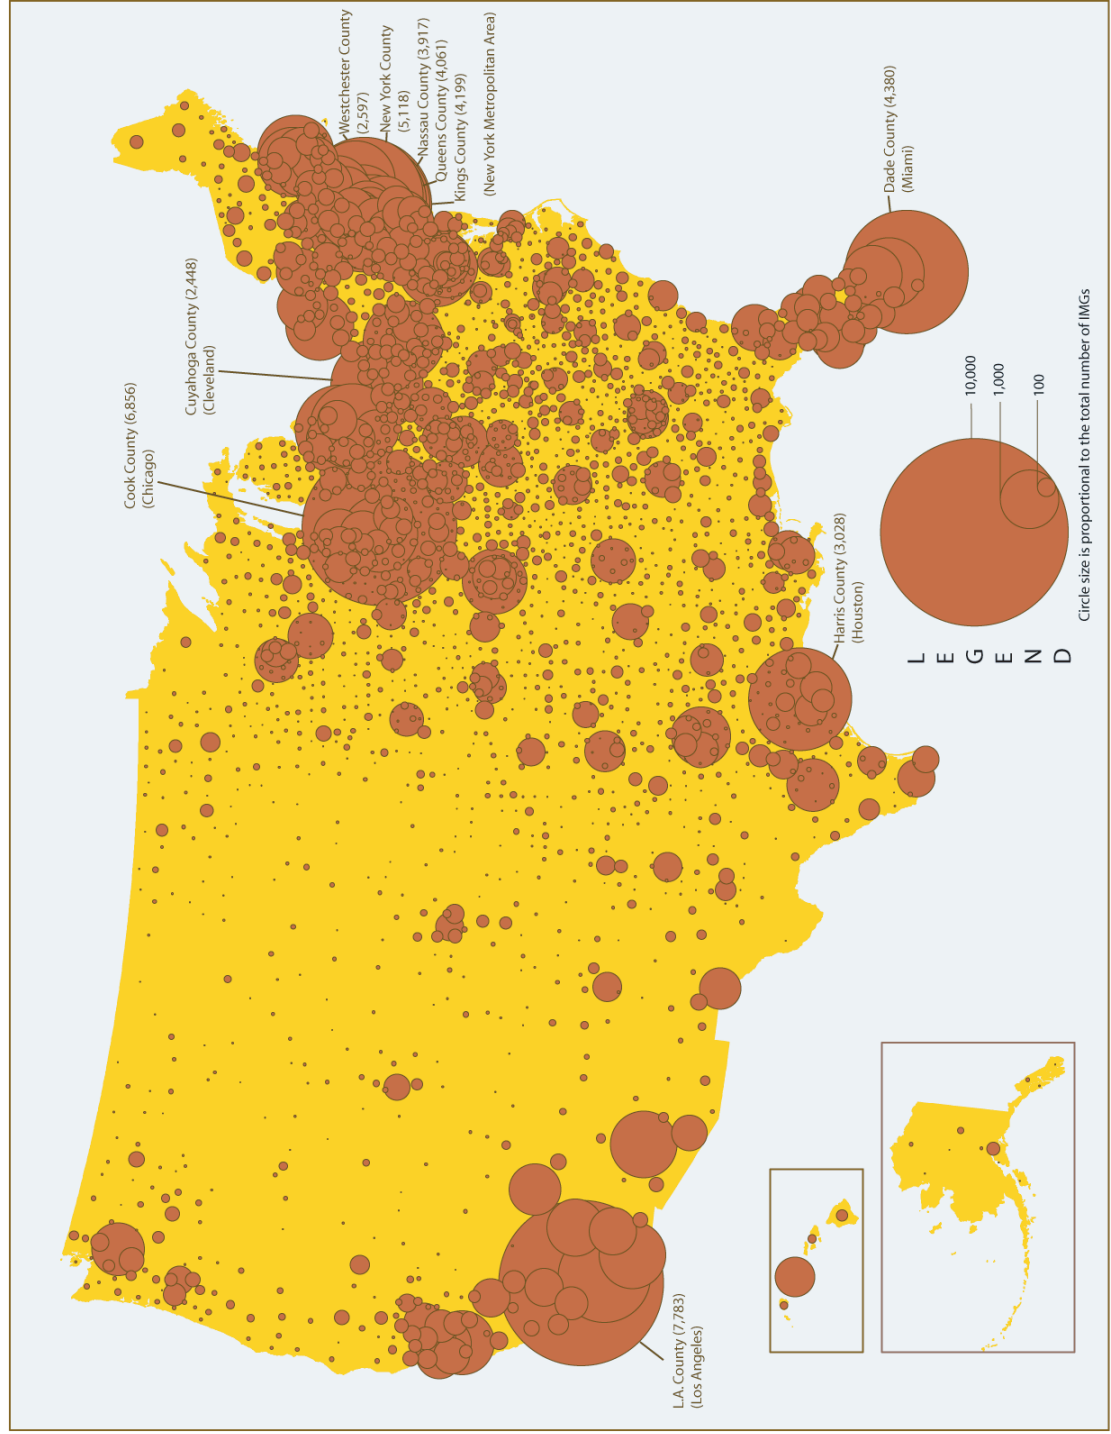 Cook County (6,856)
(Chicago)
Cuyahoga County (2,448)
(Cleveland)
Westchester County
(2,597)
New York County
(5,118)
Nassau County (3,917)
Queens County (4,061)
Kings County (4,199)
(New York Metropolitan Area)
L.A. County (7,783)
(Los Angeles)
Harris County (3,028)
(Houston)
Dade County (4,380)
(Miami)
LEGEND
10,000
1,000
100
Circle size is proportional to the total number of IMGs